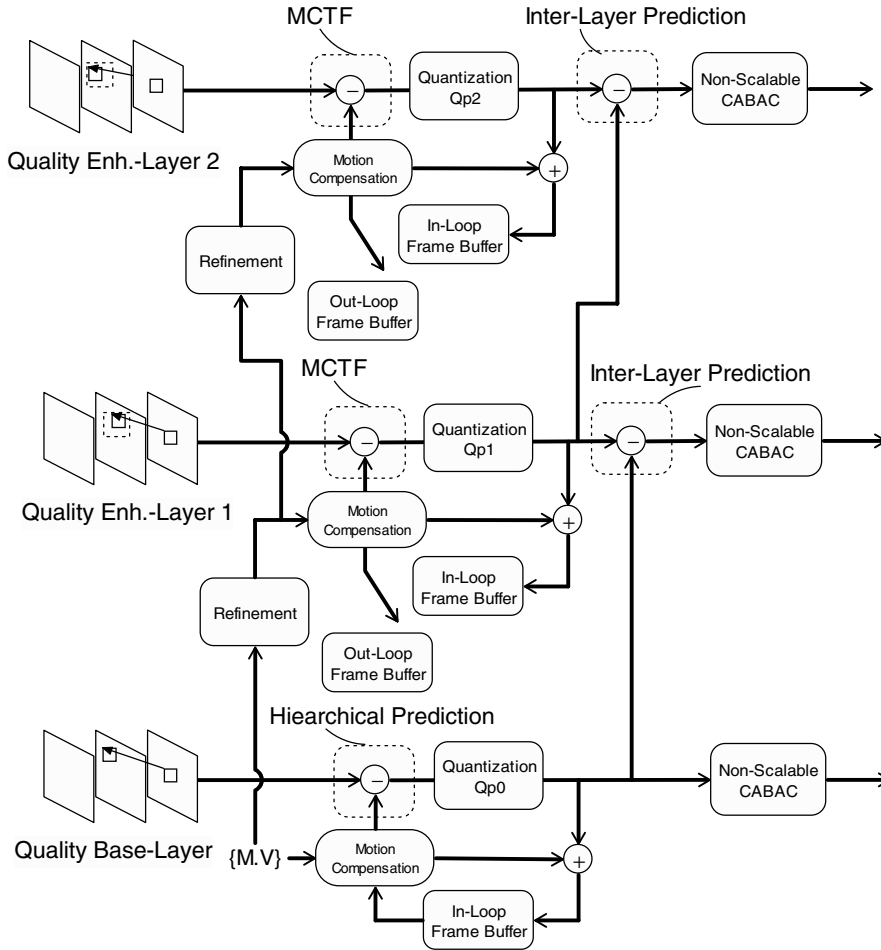 MCTF
Inter-Layer Prediction
Quantization
Qp2
Non-Scalable
CABAC
−
−
Quality Enh.-Layer 2
Motion
Compensation
+
In-Loop
Frame Buffer
Refinement
Out-Loop
Frame Buffer
MCTF
Inter-Layer Prediction
Quantization
Qp1
Non-Scalable
CABAC
−
−
Quality Enh.-Layer 1
Motion
Compensation
+
In-Loop
Frame Buffer
Refinement
Out-Loop
Frame Buffer
Hiearchical Prediction
Quantization
Qp0
Non-Scalable
CABAC
−
Quality Base-Layer
{M.V}
Motion
Compensation
+
In-Loop
Frame Buffer